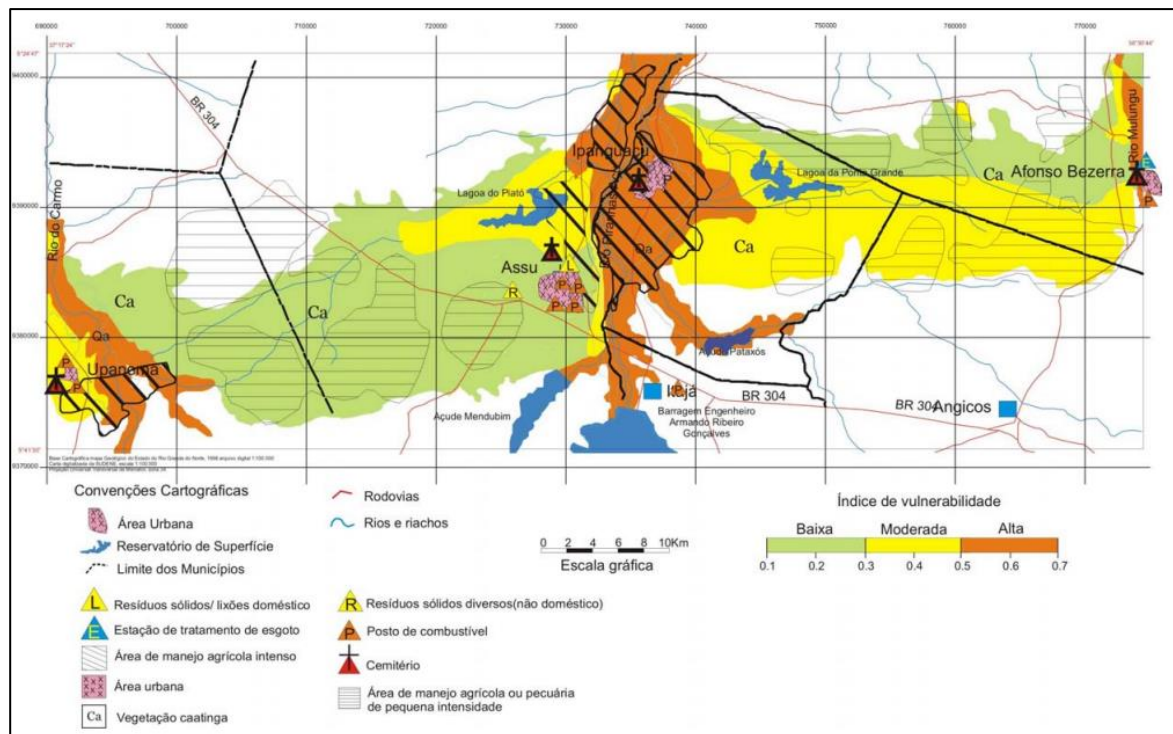 680000 700000 710000 720000 730000 740000 750000 760000 770000
9400000
BR 304
Ipanguaçu
P
Rio Mulungu
E
Ca
Afonso Bezerra
Lagoa do Piató
Lagoa da Ponta Grande
9390000
Rio do Carmo
P
Assu
L
Qa
Ca
R
P P
P P
P P
Ca
Ca
9380000
Qa
P
Upanema
P
Açude Pataxós
Açude Mendubim
BR 304
BR 304
Angicos
Barragem Engenheiro
Armando Ribeiro
Gonçalves
9370000
Convenções Cartográficas
Área Urbana
Reservatório de Superfície
Limite dos Municípios
Rodovias
Rios e riachos
0 2 4 6 8 10Km
Escala gráfica
Índice de vulnerabilidade
Baixa Moderada Alta
0.1 0.2 0.3 0.4 0.5 0.6 0.7
L Resíduos sólidos/ lixões doméstico
E Estação de tratamento de esgoto
Área de manejo agrícola intenso
Área urbana
Ca Vegetação caatinga
R Resíduos sólidos diversos(não doméstico)
P Posto de combustível
Cemitério
Área de manejo agrícola ou pecuária
de pequena intensidade